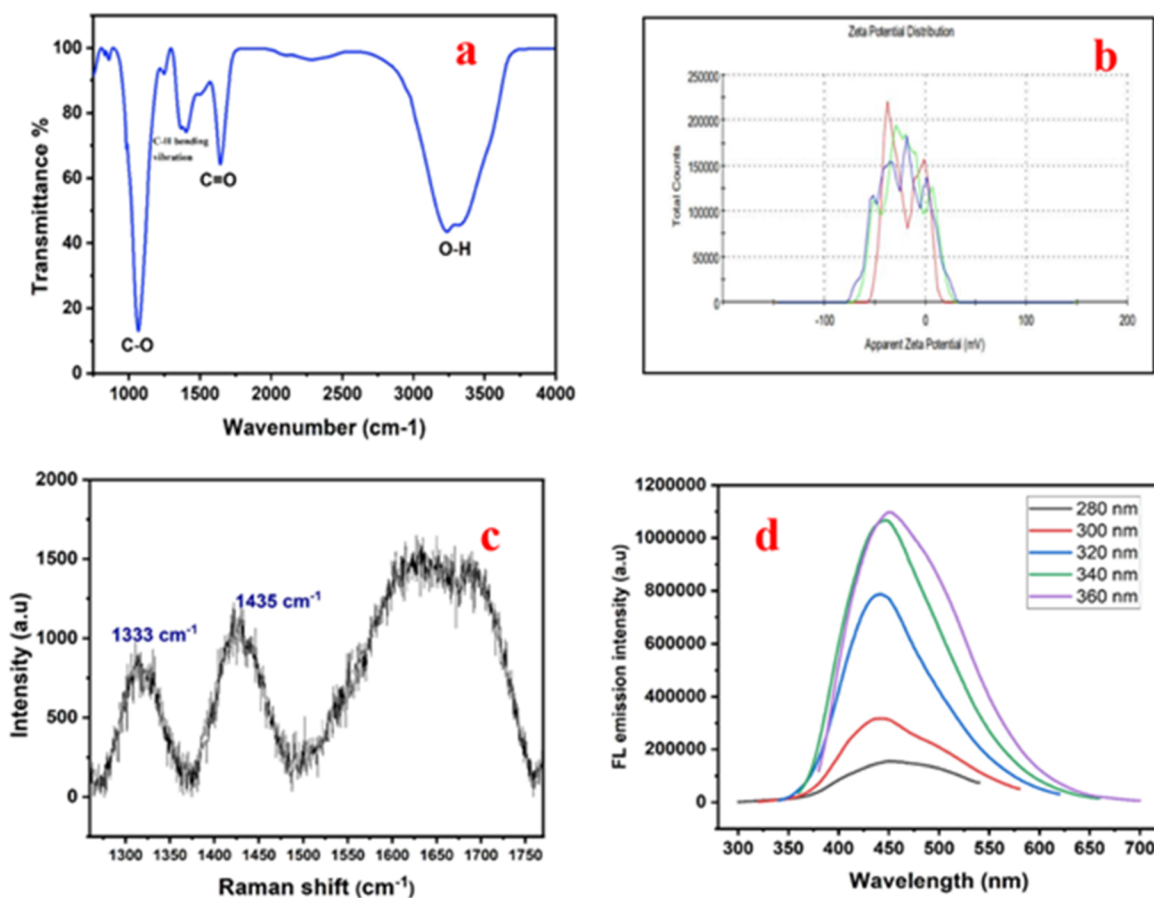 a
100
80
60
40
20
0
Transmittance %
C-H bending
vibration
C=O
O-H
C-O
1000
1500
2000
2500
3000
3500
4000
Wavenumber (cm-1)
Zeta Potential Distribution
b
250000
200000
150000
100000
50000
0
Total Counts
-100
0
100
200
Apparent Zeta Potential (mV)
c
2000
1500
1000
500
0
Intensity (a.u)
1333 cm-1
1435 cm-1
1300
1350
1400
1450
1500
1550
1600
1650
1700
1750
Raman shift (cm-1)
d
1200000
1000000
800000
600000
400000
200000
0
FL emission intensity (a.u)
280 nm
300 nm
320 nm
340 nm
360 nm
300
350
400
450
500
550
600
650
700
Wavelength (nm)